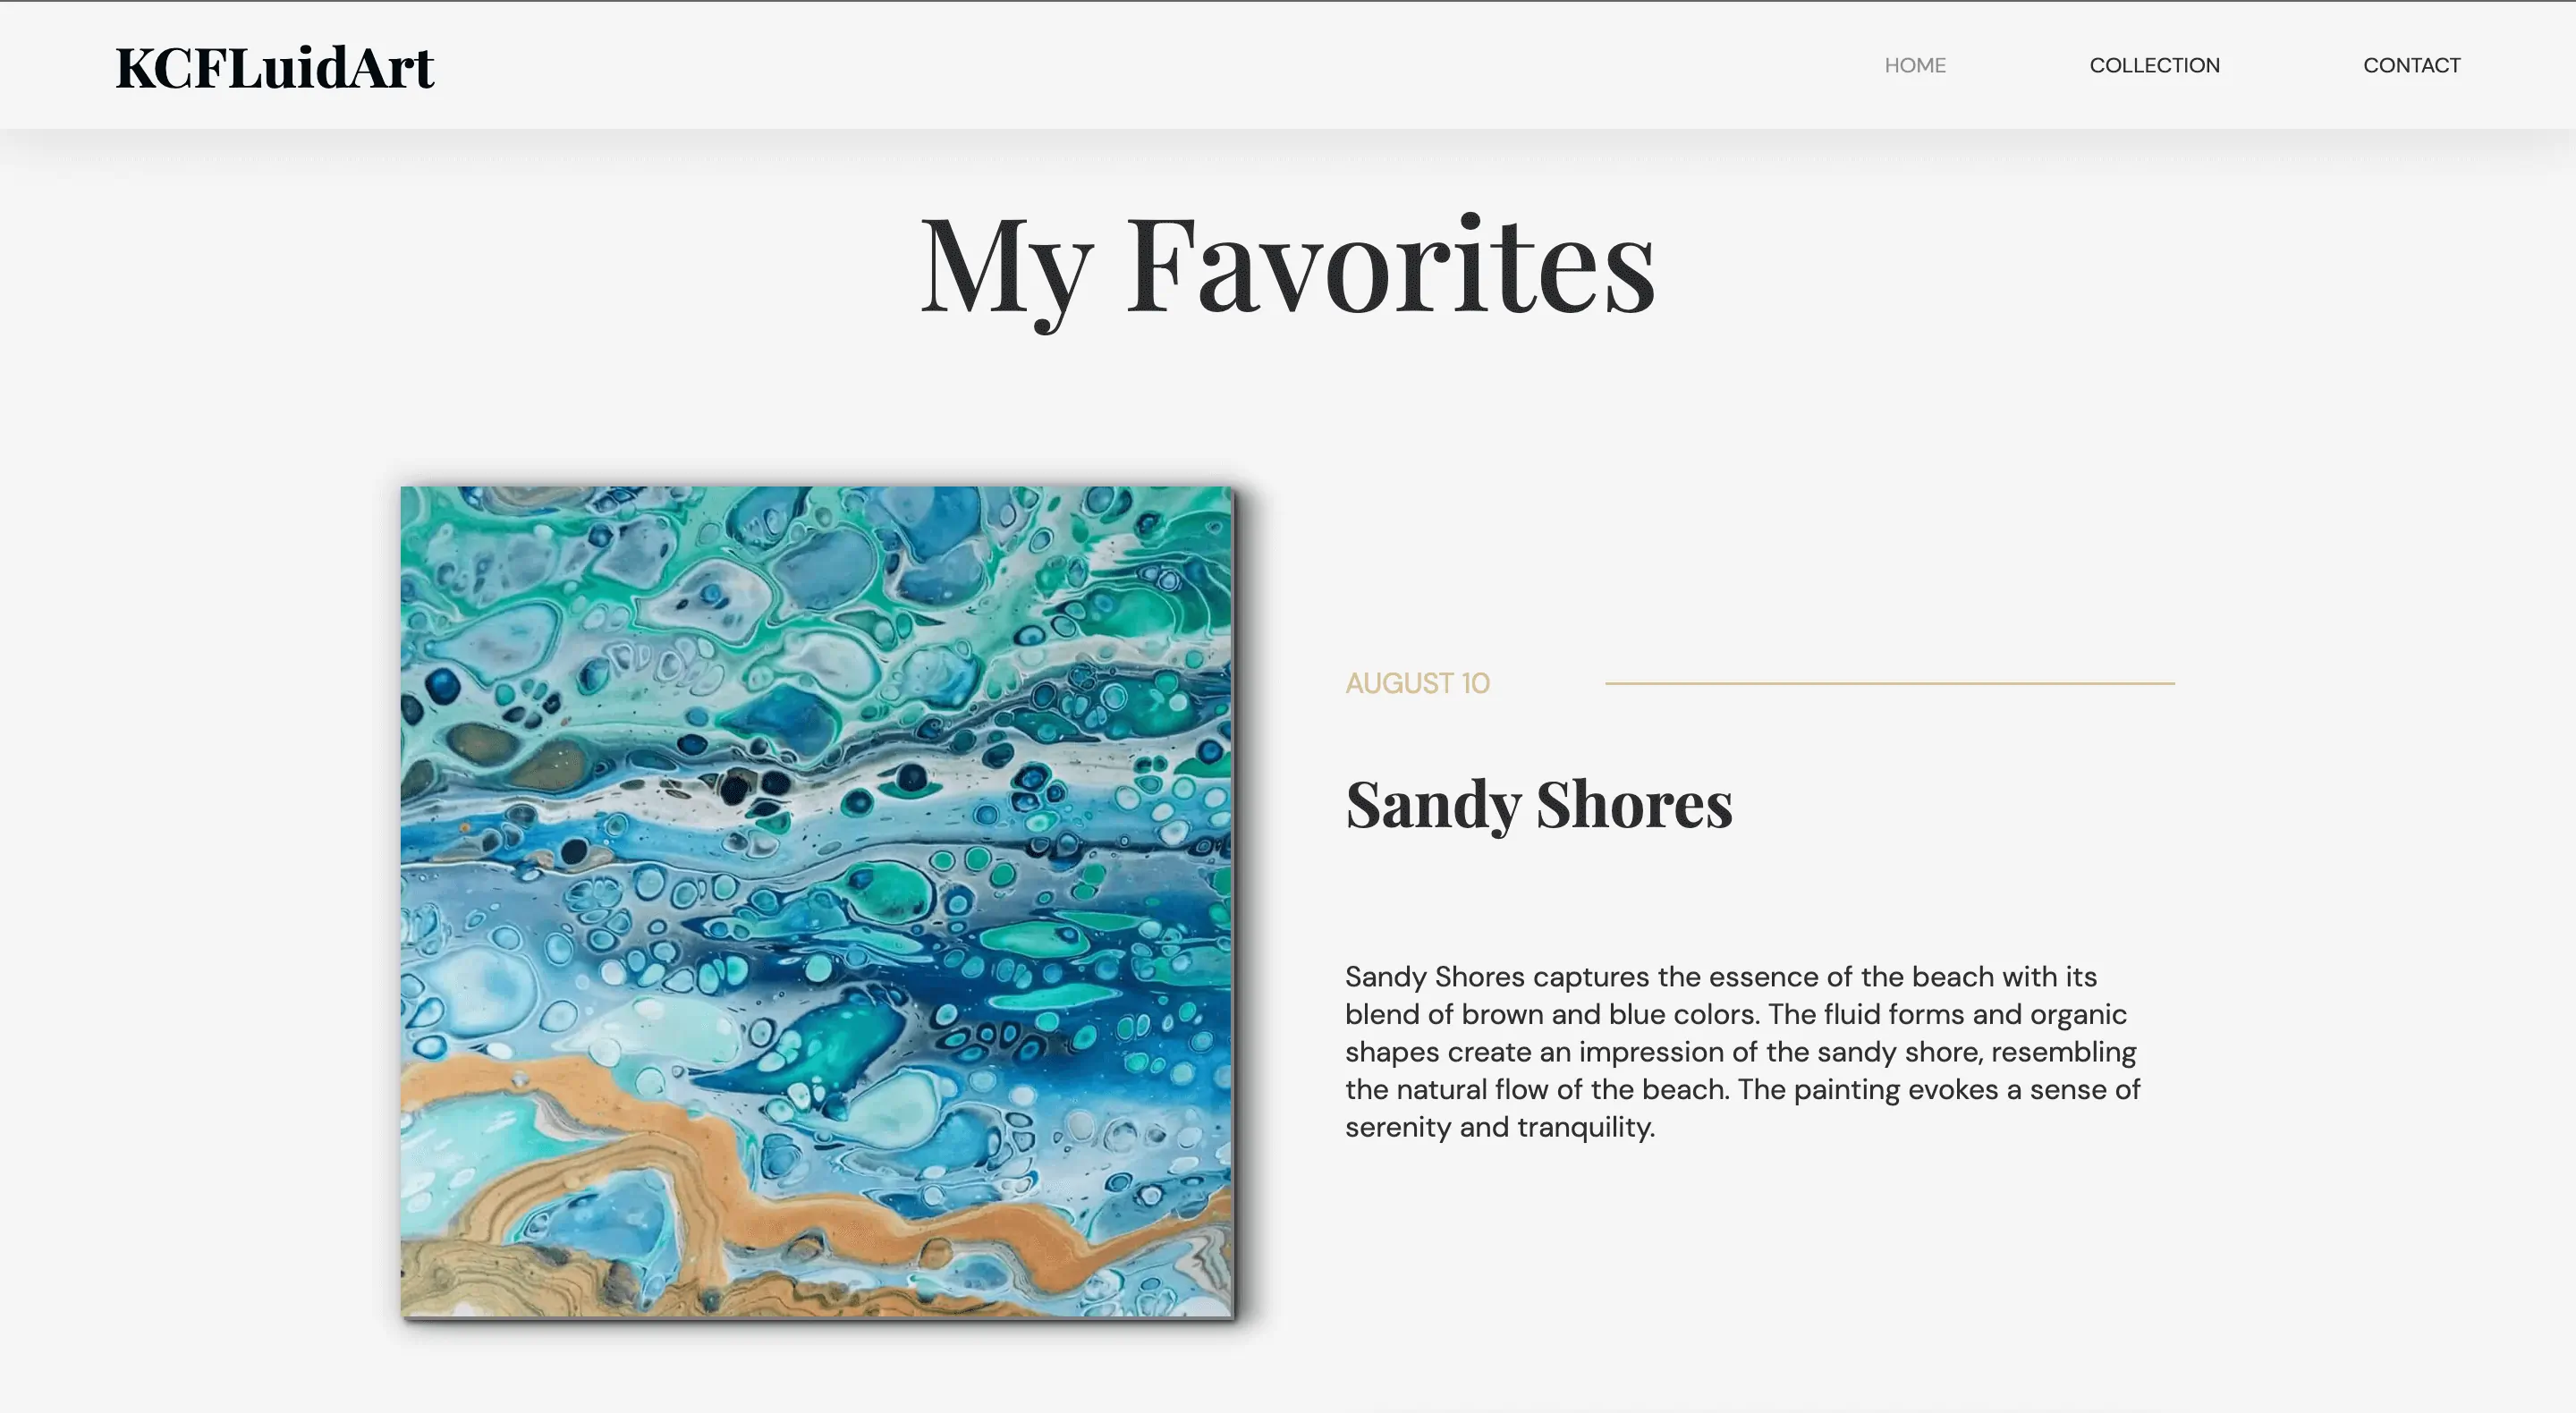 KCFLuidArt
HOME
COLLECTION
CONTACT
My Favorites
AUGUST 10
Sandy Shores
Sandy Shores captures the essence of the beach with its
blend of brown and blue colors. The fluid forms and organic
shapes create an impression of the sandy shore, resembling
the natural flow of the beach. The painting evokes a sense of
serenity and tranquility.